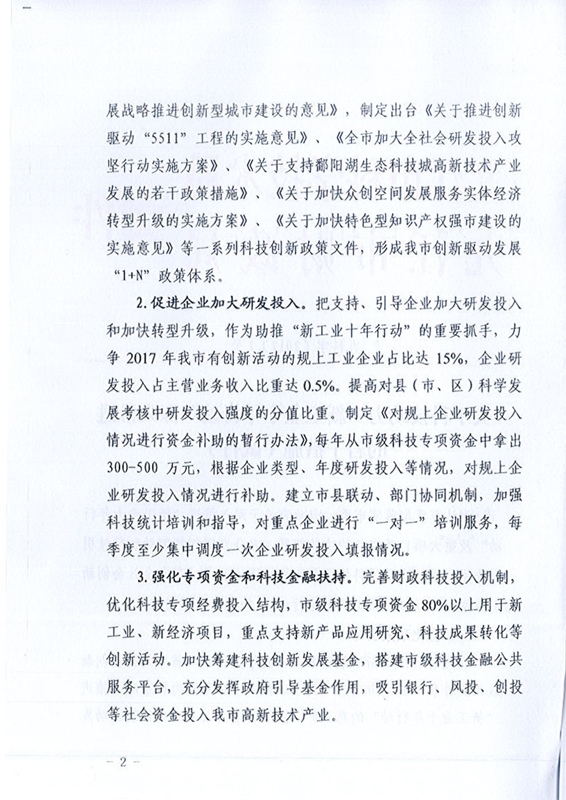 展战略推进创新型城市建设的意见》，制定出台《关于推进创新
驱动“5511”工程的实施意见》、《全市加大全社会研发投入攻
坚行动实施方案》、《关于支持鄱阳湖生态科技城高新技术产业
发展的若干政策措施》、《关于加快众创空间发展服务实体经济
转型升级的实施方案》、《关于加快特色型知识产权强市建设的
实施意见》等一系列科技创新政策文件，形成我市创新驱动发展
“1+N”政策体系。
2.促进企业加大研发投入。把支持、引导企业加大研发投入
和加快转型升级，作为助推“新工业十年行动”的重要抓手，力
争 2017 年我市有创新活动的规上工业企业占比达 15%，企业研
发投入占主营业务收入比重达 0.5%。提高对县（市、区）科学发
展考核中研发投入强度的分值比重。制定《对规上企业研发投入
情况进行资金补助的暂行办法》，每年从市级科技专项资金中拿出
300-500 万元，根据企业类型、年度研发投入等情况，对规上企
业研发投入情况进行补助。建立市县联动、部门协同机制，加强
科技统计培训和指导，对重点企业进行“一对一”培训服务，每
季度至少集中调度一次企业研发投入填报情况。
3.强化专项资金和科技金融扶持。完善财政科技投入机制，
优化科技专项经费投入结构，市级科技专项资金 80%以上用于新
工业、新经济项目，重点支持新产品应用研究、科技成果转化等
创新活动。加快筹建科技创新发展基金，搭建市级科技金融公共
服务平台，充分发挥政府引导基金作用，吸引银行、风投、创投
等社会资金投入我市高新技术产业。
- 2 -